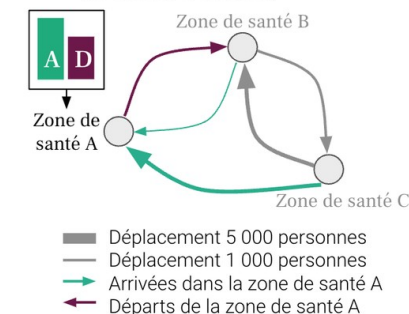 Zone de santé B
A D
Zone de
santé A
Zone de santé C
Déplacement 5 000 personnes
Déplacement 1 000 personnes
Arrivées dans la zone de santé A
Départs de la zone de santé A